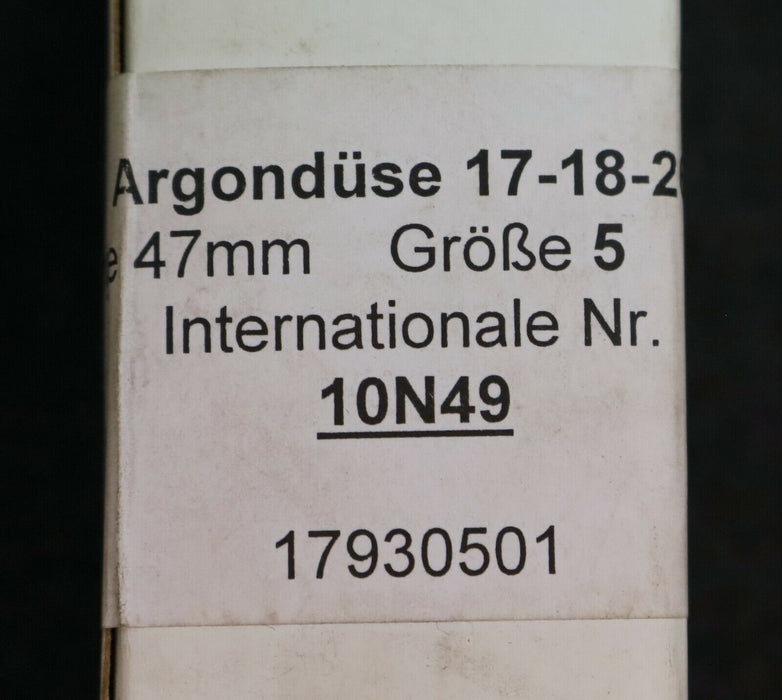 Argondüse 17-18-2
e 47mm Größe 5
Internationale Nr.
10N49
17930501